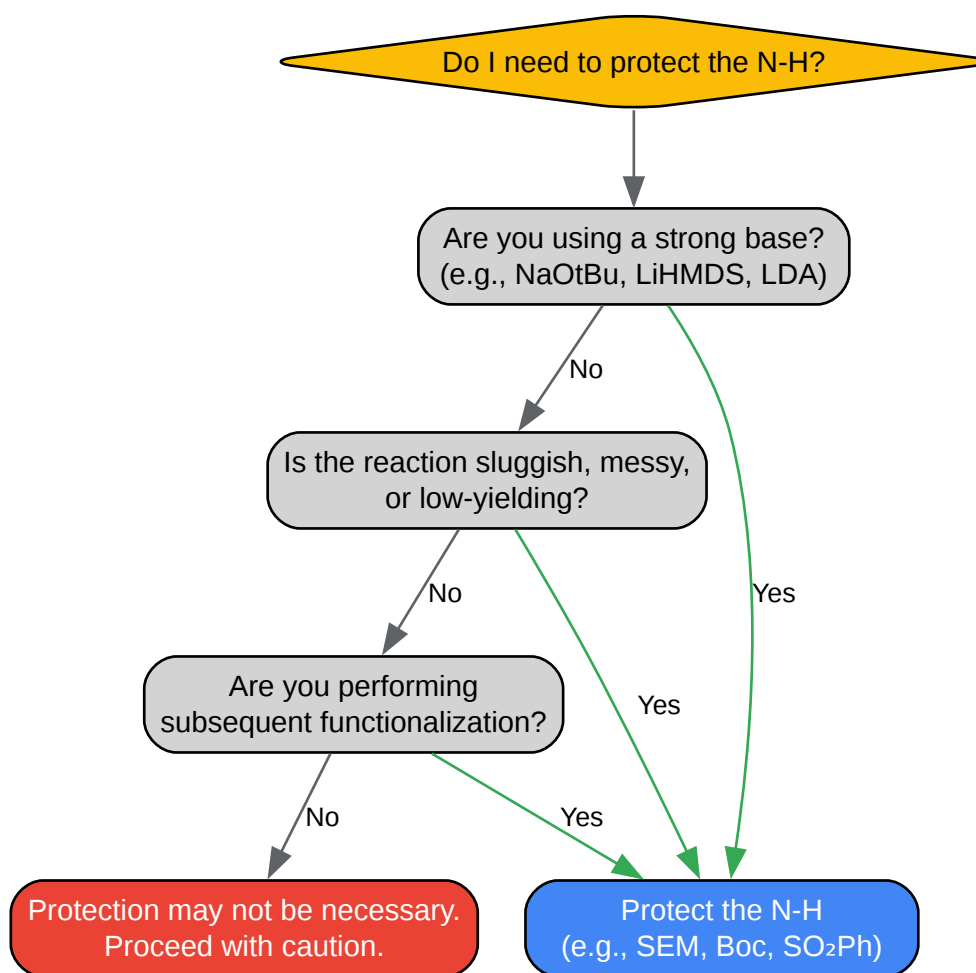 Do I need to protect the N-H?
Are you using a strong base?
(e.g., NaOtBu, LiHMDS, LDA)
No
Is the reaction sluggish, messy,
or low-yielding?
Yes
No
Are you performing
subsequent functionalization?
Yes
No
Yes
Protection may not be necessary.
Proceed with caution.
Protect the N-H
(e.g., SEM, Boc, SO₂Ph)